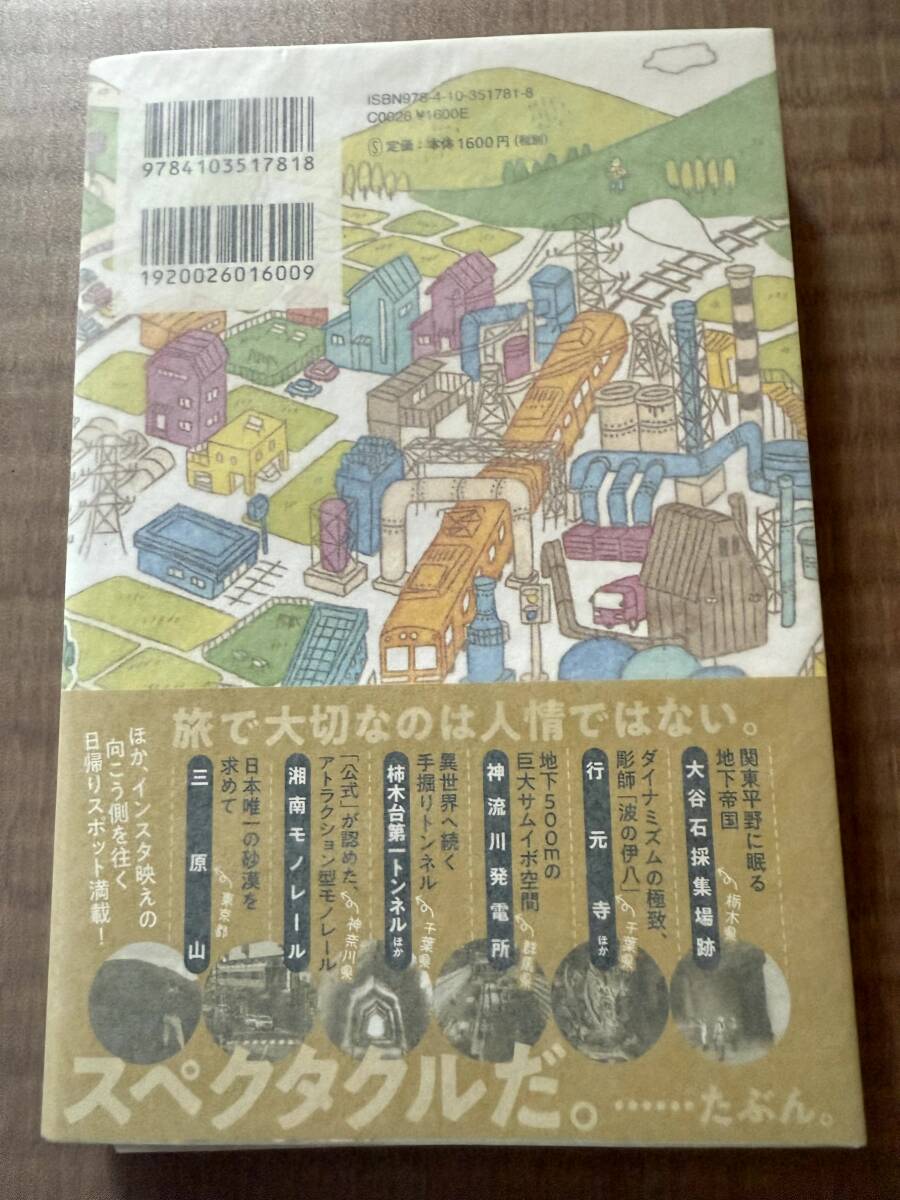 ISBN978-4-10-351781-8
C0026 ¥1600E
Ⓢ定価:本体1600円(税別)
9784103517818
1920026016009
旅で大切なのは人情ではない。
関東平野に眠る
地下帝国
栃木県
大谷石採集場跡
ダイナミズムの極致、
彫師「波の伊八」
千葉県
行元寺ほか
地下500mの
巨大サムイボ空間
群馬県
神流川発電所
異世界へ続く
手掘りトンネル
千葉県
柿木台第一トンネルほか
「公式」が認めた、
アトラクション型モノレール
神奈川県
湘南モノレール
日本唯一の砂漠を
求めて
東京都
三原山
ほか、インスタ映えの
向こう側を往く
日帰りスポット満載!
スペクタクルだ。……たぶん。